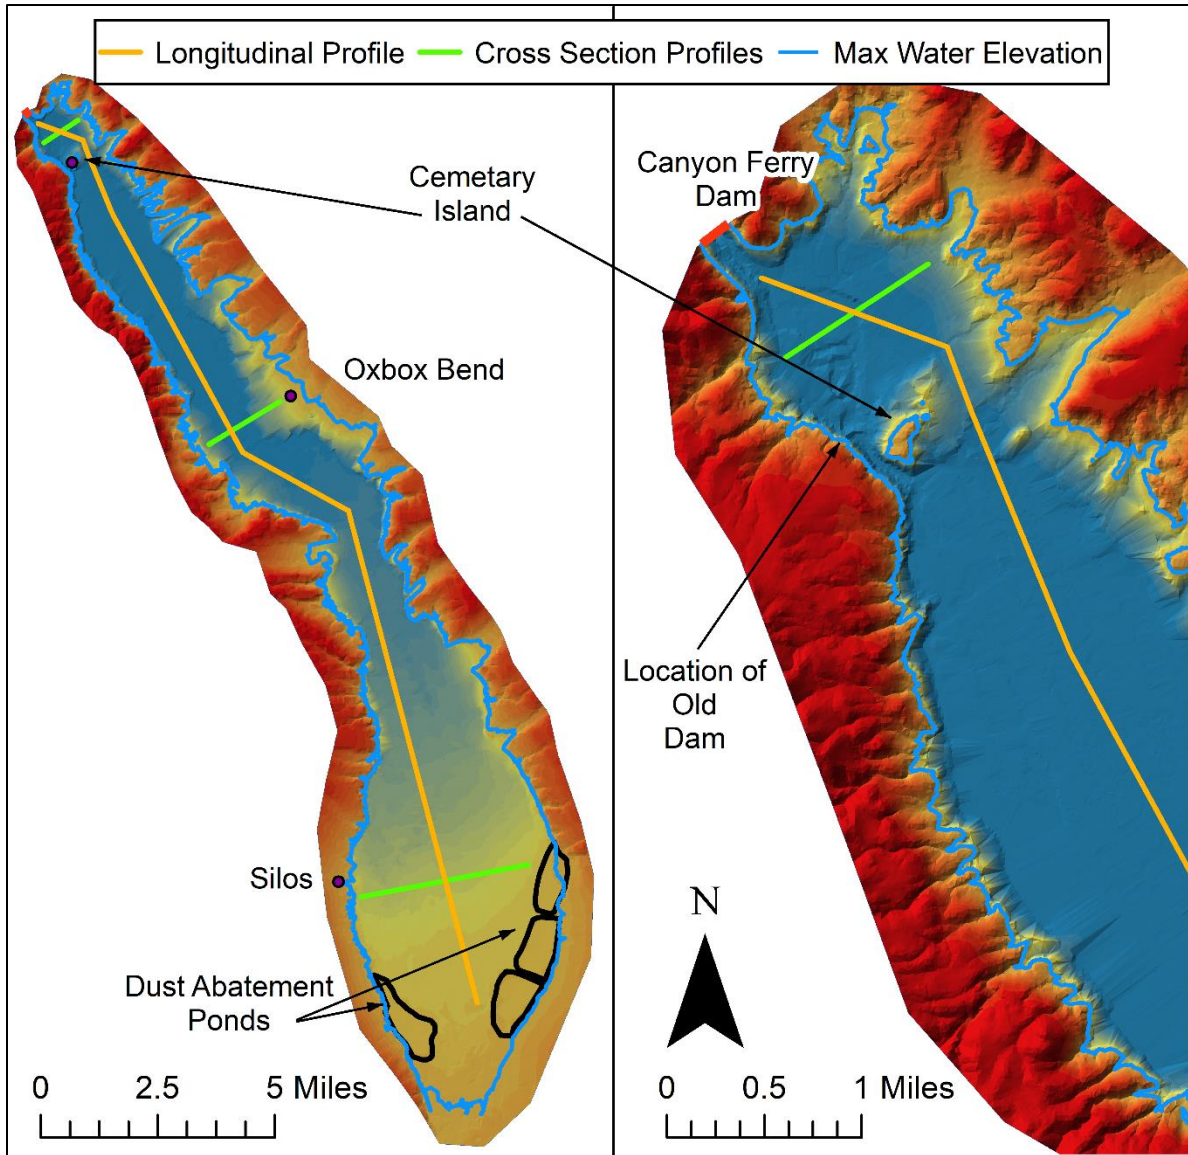 Longitudinal Profile Cross Section Profiles Max Water Elevation
Cemetary
Island
Oxbox Bend
Silos
Dust Abatement
Ponds
0 2.5 5 Miles
Canyon Ferry
Dam
Location of
Old
Dam
N
0 0.5 1 Miles